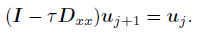 (I − τD_{xx})u_{j+1} = u_j.